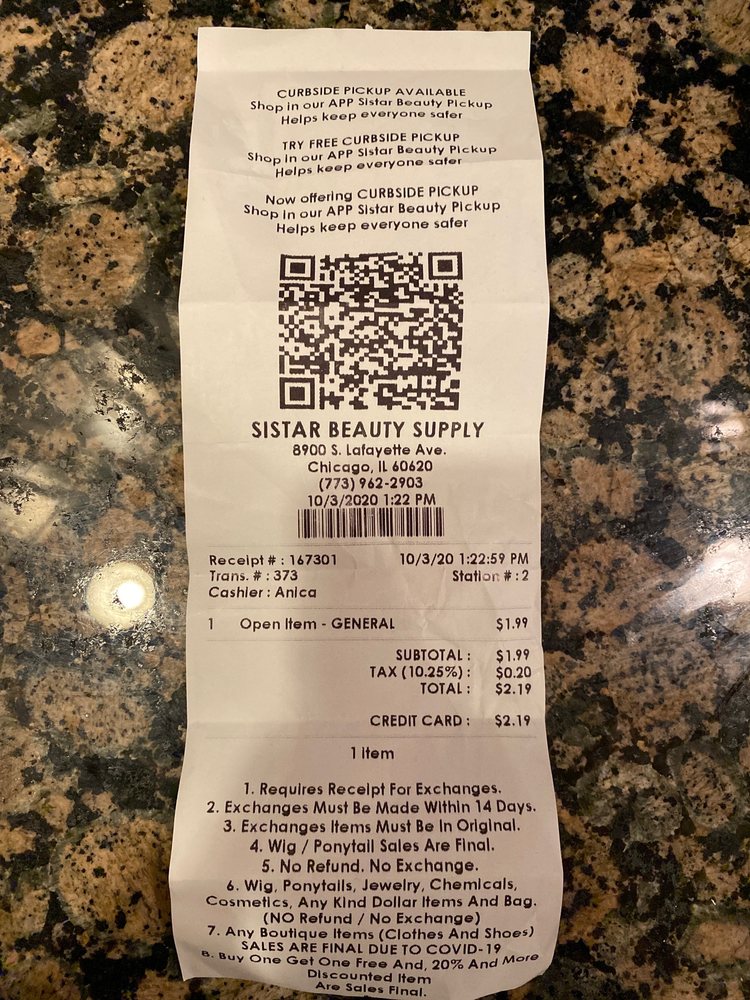 CURBSIDE PICKUP AVAILABLE
Shop in our APP Sistar Beauty Pickup
Helps keep everyone safer
TRY FREE CURBSIDE PICKUP
Shop in our APP Sistar Beauty Pickup
Helps keep everyone safer
Now offering CURBSIDE PICKUP
Shop in our APP Sistar Beauty Pickup
Helps keep everyone safer
SISTAR BEAUTY SUPPLY
8900 S. Lafayette Ave.
Chicago, IL 60620
(773) 962-2903
10/3/2020 1:22 PM
Receipt # : 167301 10/3/20 1:22:59 PM
Trans. # : 373 Station # : 2
Cashier : Anica
1 Open Item - GENERAL $1.99
SUBTOTAL : $1.99
TAX (10.25%) : $0.20
TOTAL : $2.19
CREDIT CARD : $2.19
1 item
1. Requires Receipt For Exchanges.
2. Exchanges Must Be Made Within 14 Days.
3. Exchanges Items Must Be In Original.
4. Wig / Ponytail Sales Are Final.
5. No Refund. No Exchange.
6. Wig, Ponytails, Jewelry, Chemicals,
Cosmetics, Any Kind Dollar Items And Bag.
(NO Refund / No Exchange)
7. Any Boutique Items (Clothes And Shoes)
SALES ARE FINAL DUE TO COVID-19
8. Buy One Get One Free And, 20% And More
Discounted Item
Are Sales Final.